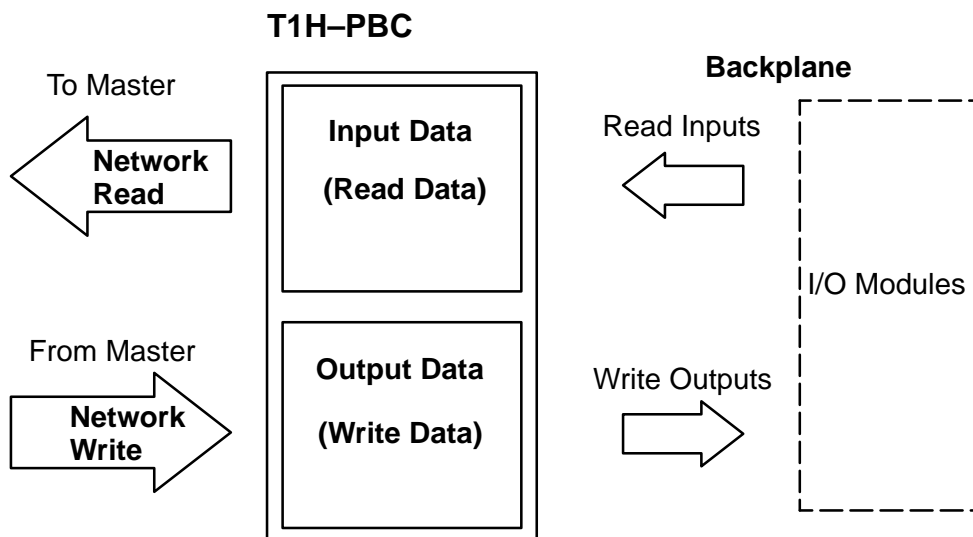 T1H–PBC
Backplane
To Master
Network
Read
Input Data
(Read Data)
Read Inputs
I/O Modules
From Master
Network
Write
Output Data
(Write Data)
Write Outputs